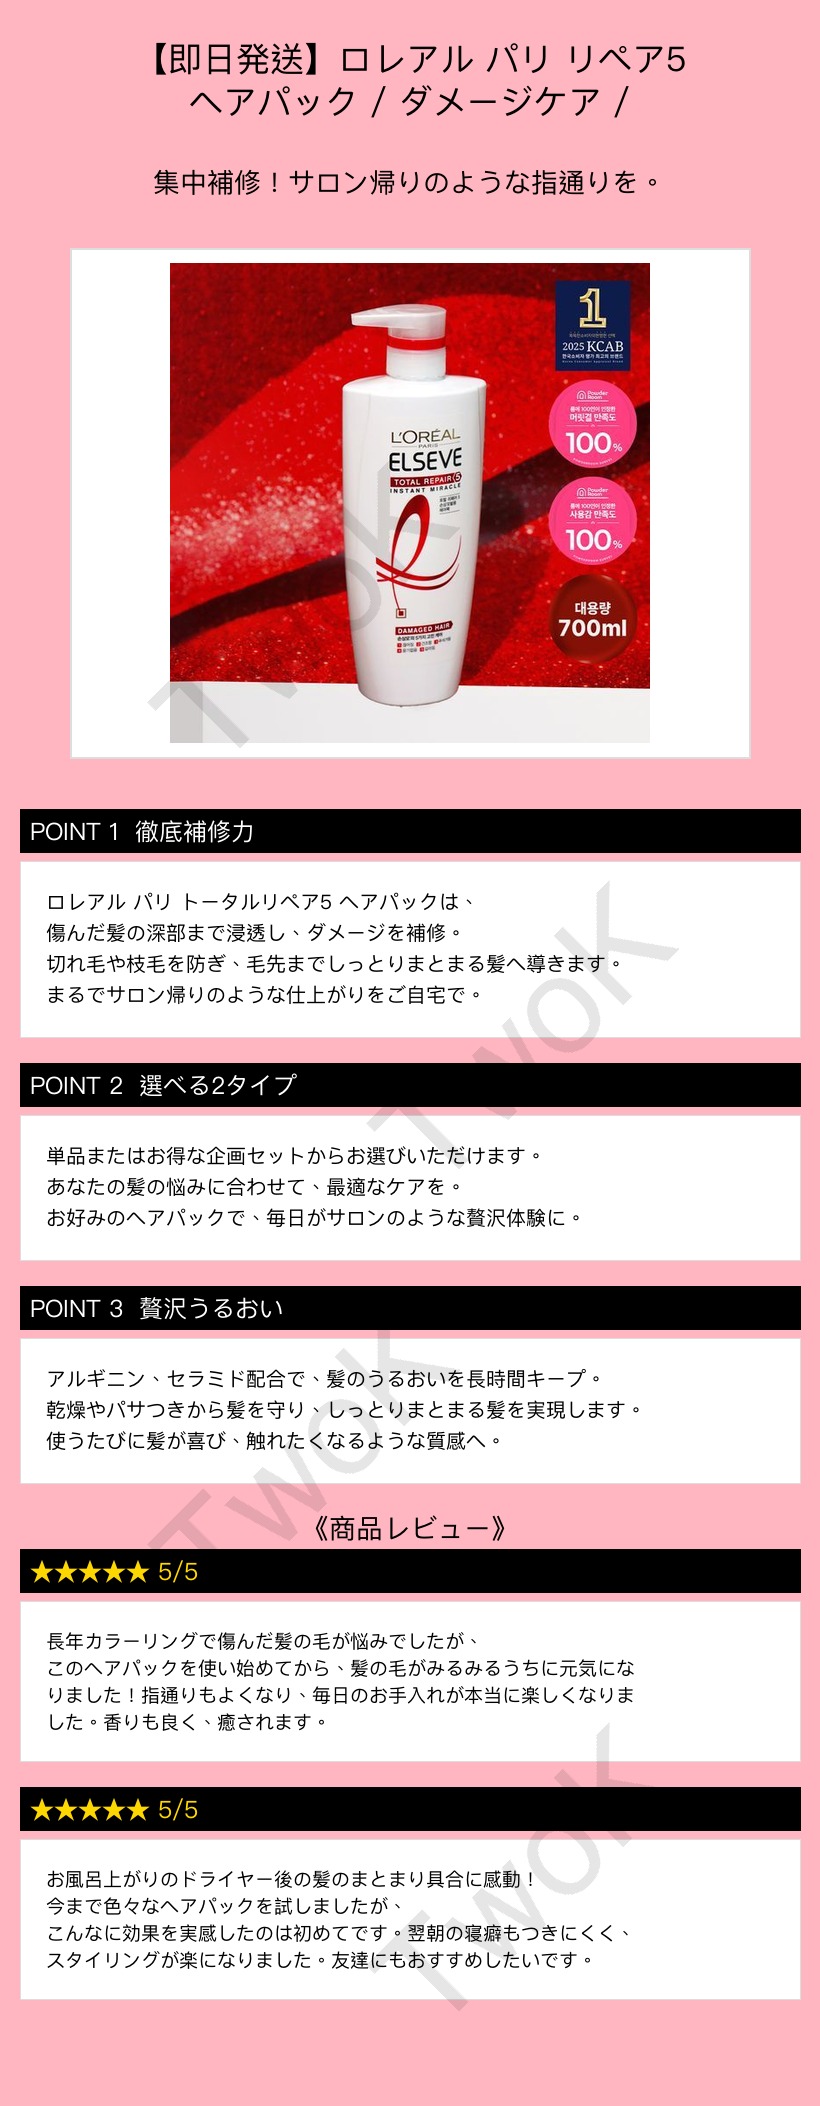 【即日発送】ロレアル パリ リペア5
ヘアパック / ダメージケア /
集中補修！サロン帰りのような指通りを。
1
2025 KCAB
한국소비자 평가 최고의 브랜드
Powder Room
머릿결 만족도
100%
Powder Room
사용감 만족도
100%
대용량
700ml
L'ORÉAL
PARIS
ELSEVE
TOTAL REPAIR 5
INSTANT MIRACLE
DAMAGED HAIR
TwoK
POINT 1 徹底補修力
ロレアル パリ トータルリペア5 ヘアパックは、
傷んだ髪の深部まで浸透し、ダメージを補修。
切れ毛や枝毛を防ぎ、毛先までしっとりまとまる髪へ導きます。
まるでサロン帰りのような仕上がりをご自宅で。
TwoK
POINT 2 選べる2タイプ
単品またはお得な企画セットからお選びいただけます。
あなたの髪の悩みに合わせて、最適なケアを。
お好みのヘアパックで、毎日がサロンのような贅沢体験に。
POINT 3 贅沢うるおい
アルギニン、セラミド配合で、髪のうるおいを長時間キープ。
乾燥やパサつきから髪を守り、しっとりまとまる髪を実現します。
使うたびに髪が喜び、触れたくなるような質感へ。
TwoK
《商品レビュー》
★★★★★ 5/5
長年カラーリングで傷んだ髪の毛が悩みでしたが、
このヘアパックを使い始めてから、髪の毛がみるみるうちに元気にな
りました！指通りもよくなり、毎日のお手入れが本当に楽しくなりま
した。香りも良く、癒されます。
★★★★★ 5/5
お風呂上がりのドライヤー後の髪のまとまり具合に感動！
今まで色々なヘアパックを試しましたが、
こんなに効果を実感したのは初めてです。翌朝の寝癖もつきにくく、
スタイリングが楽になりました。友達にもおすすめしたいです。
TwoK